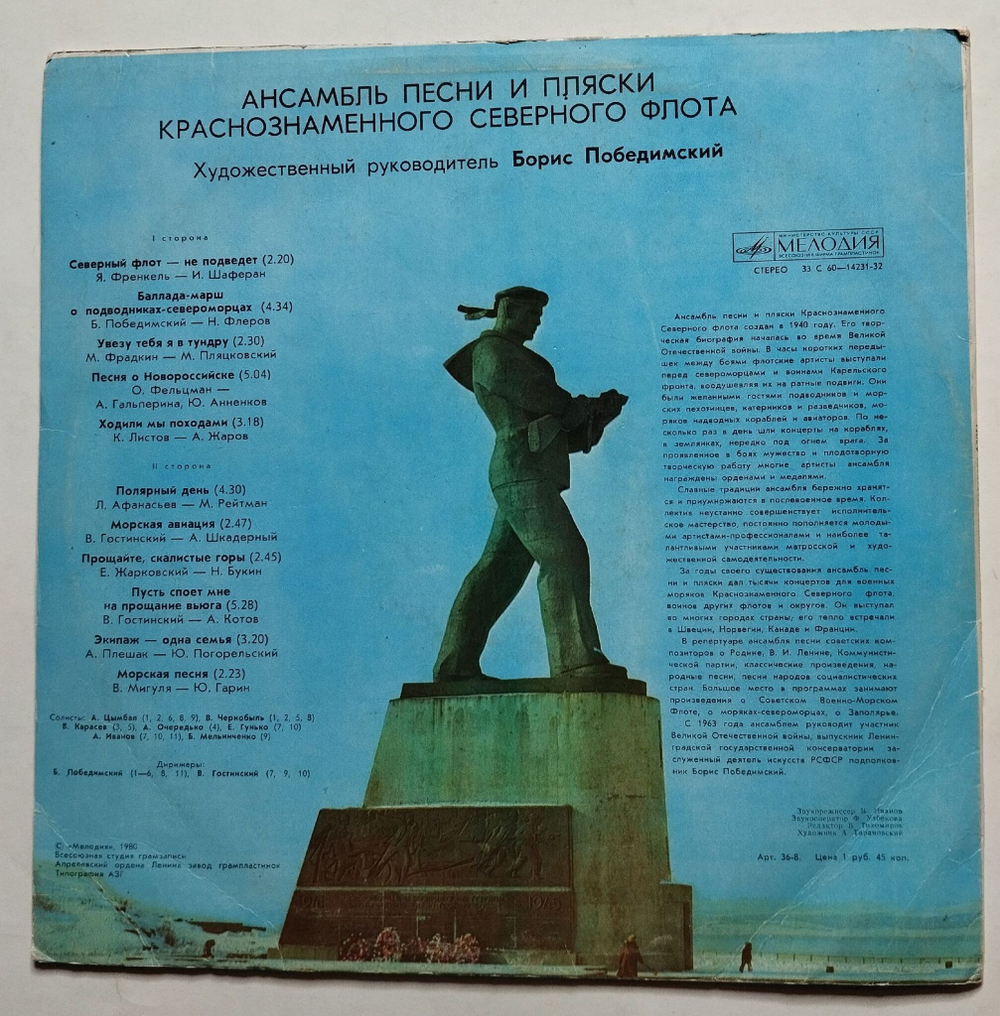 АНСАМБЛЬ ПЕСНИ И ПЛЯСКИ
КРАСНОЗНАМЕННОГО СЕВЕРНОГО ФЛОТА
Художественный руководитель Борис Победимский
I сторона
Северный флот — не подведет (2.20)
Я. Френкель — И. Шаферан
Баллада-марш
о подводниках-североморцах (4.34)
Б. Победимский — Н. Флеров
Увезу тебя я в тундру (2.30)
М. Фрадкин — М. Пляцковский
Песня о Новороссийске (5.04)
О. Фельцман —
А. Гальперина, Ю. Анненков
Ходили мы походами (3.18)
К. Листов — А. Жаров
II сторона
Полярный день (4.30)
Л. Афанасьев — М. Рейтман
Морская авиация (2.47)
В. Гостинский — А. Шкадерный
Прощайте, скалистые горы (2.45)
Е. Жарковский — Н. Букин
Пусть споет мне
на прощание вьюга (5.28)
В. Гостинский — А. Котов
Экипаж — одна семья (3.20)
А. Плешак — Ю. Погорельский
Морская песня (2.23)
В. Мигуля — Ю. Гарин
Солисты: А. Цымбал (1, 2, 6, 8, 9), В. Чернобыль (1, 2, 5, 8)
В. Карасев (3, 5), А. Очередько (4), Е. Гунько (7, 10)
А. Иванов (7, 10, 11), Б. Мельниченко (9)
Дирижеры:
Б. Победимский (1—6, 8, 11), В. Гостинский (7, 9, 10)
С «Мелодия», 1980
Всесоюзная студия грамзаписи
Апрелевский ордена Ленина завод грампластинок
Типография АЗГ
МИНИСТЕРСТВО КУЛЬТУРЫ СССР
МЕЛОДИЯ
ВСЕСОЮЗНАЯ ФИРМА ГРАМПЛАСТИНОК
СТЕРЕО 33 С 60—14231-32
Ансамбль песни и пляски Краснознаменного
Северного флота создан в 1940 году. Его твор-
ческая биография началась во время Великой
Отечественной войны. В часы коротких переды-
шек между боями флотские артисты выступали
перед североморцами и воинами Карельского
фронта, воодушевляя их на ратные подвиги. Они
были желанными гостями подводников и мор-
ских пехотинцев, катерников и разведчиков, мо-
ряков надводных кораблей и авиаторов. По не-
сколько раз в день шли концерты на кораблях,
в землянках, нередко под огнем врага. За
проявленное в боях мужество и плодотворную
творческую работу многие артисты ансамбля
награждены орденами и медалями.
Славные традиции ансамбля бережно хранят-
ся и приумножаются в послевоенное время. Кол-
лектив неустанно совершенствует исполнитель-
ское мастерство, постоянно пополняется молоды-
ми артистами-профессионалами и наиболее та-
лантливыми участниками матросской и худо-
жественной самодеятельности.
За годы своего существования ансамбль пес-
ни и пляски дал тысячи концертов для военных
моряков Краснознаменного Северного флота,
воинов других флотов и округов. Он выступал
во многих городах страны; его тепло встречали
в Швеции, Норвегии, Канаде и Франции.
В репертуаре ансамбля песни советских ком-
позиторов о Родине, В. И. Ленине, Коммунисти-
ческой партии, классические произведения, на-
родные песни, песни народов социалистических
стран. Большое место в программах занимают
произведения о Советском Военно-Морском
Флоте, о моряках-североморцах, о Заполярье.
С 1963 года ансамблем руководит участник
Великой Отечественной войны, выпускник Ленин-
градской государственной консерватории за-
служенный деятель искусств РСФСР подполков-
ник Борис Победимский.
Звукорежиссер В. Иванов
Звукооператор Ф. Узбекова
Редактор В. Тихомиров
Художник А. Тарановский
Арт. 36-8. Цена 1 руб. 45 коп.
1941 1945